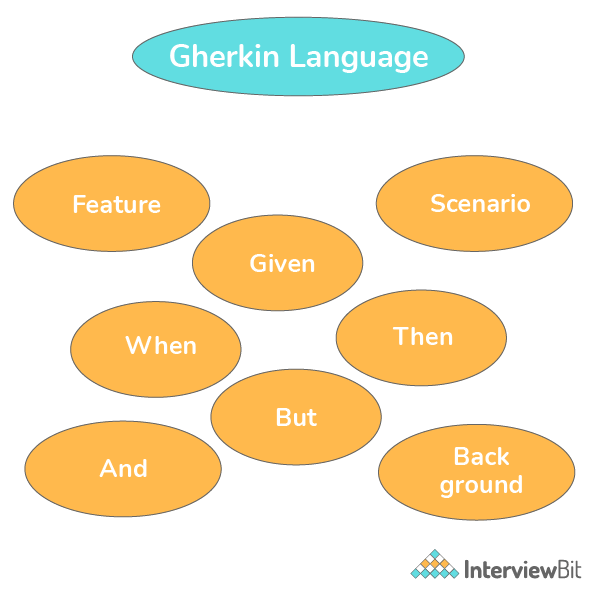 Gherkin Language
Feature
Scenario
Given
When
Then
But
And
Back
ground
InterviewBit